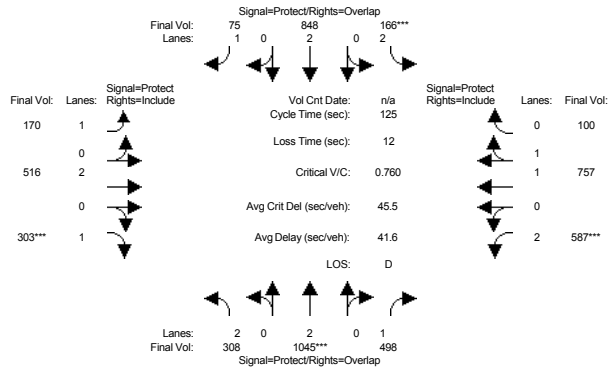 Signal=Protect/Rights=Overlap
Final Vol: 75 848 166***
Lanes: 1 0 2 0 2
Signal=Protect
Final Vol: Lanes: Rights=Include
Vol Cnt Date: n/a
Signal=Protect
Rights=Include Lanes: Final Vol:
Cycle Time (sec): 125
170 1
0 100
Loss Time (sec): 12
0
1
516 2
Critical V/C: 0.760
1 757
0
Avg Crit Del (sec/veh): 45.5
0
303*** 1
Avg Delay (sec/veh): 41.6
2 587***
LOS: D
Lanes: 2 0 2 0 1
Final Vol: 308 1045*** 498
Signal=Protect/Rights=Overlap